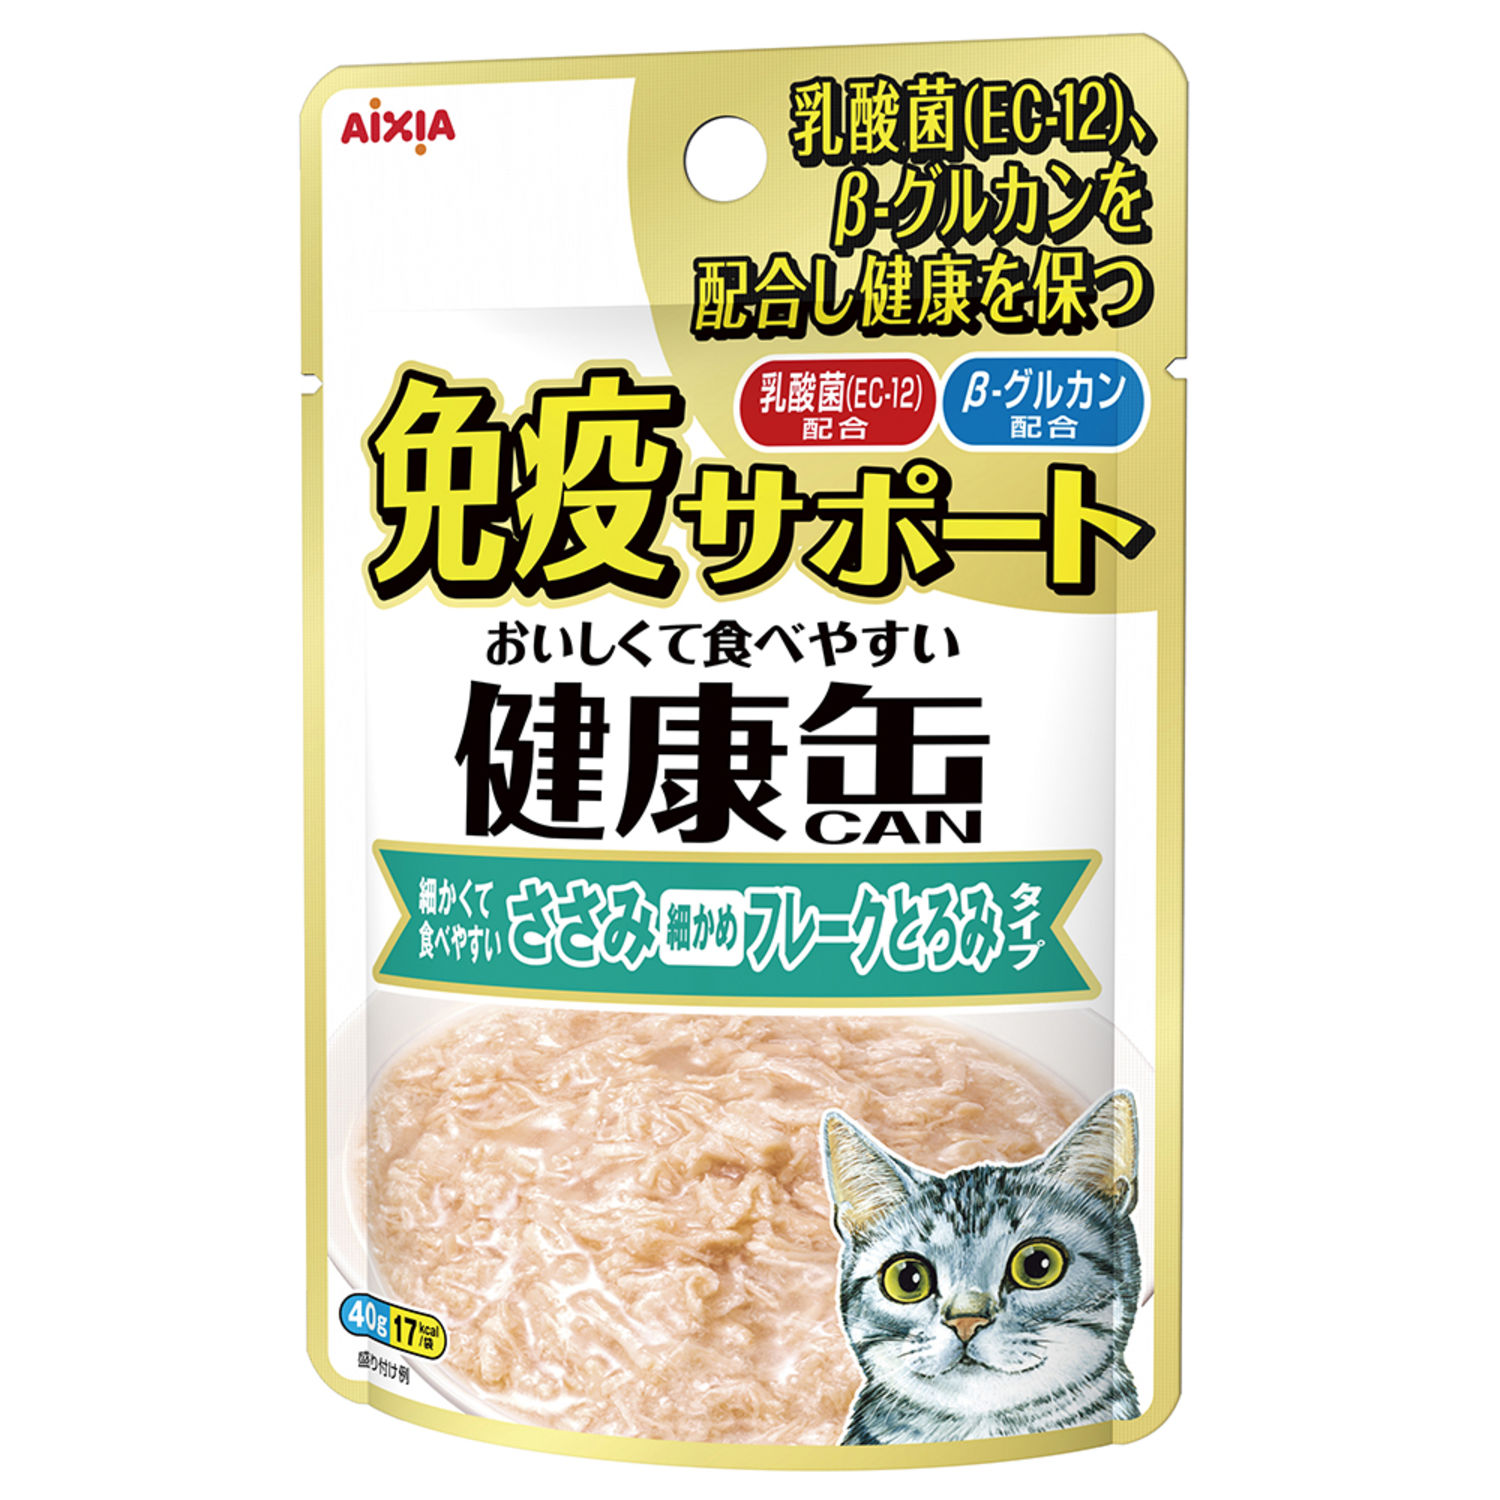 AIXIA
乳酸菌(EC-12)、
β-グルカンを
配合し健康を保つ
乳酸菌(EC-12)
配合
β-グルカン
配合
免疫サポート
おいしくて食べやすい
健康缶
CAN
細かくて
食べやすい
ささみ 細かめ フレークとろみ タイプ
40g 17kcal/袋
盛り付け例